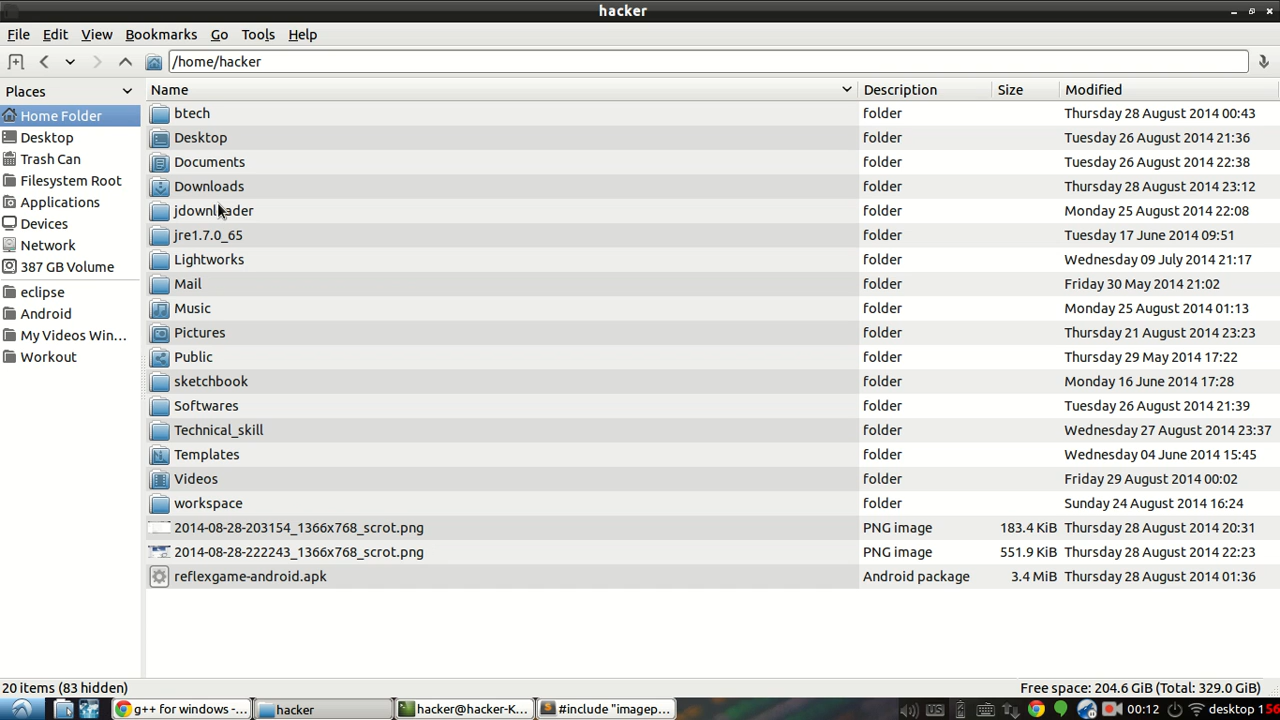 hacker
File Edit View Bookmarks Go Tools Help
/home/hacker
Places
Home Folder
Desktop
Trash Can
Filesystem Root
Applications
Devices
Network
387 GB Volume
eclipse
Android
My Videos Win...
Workout
Name Description Size Modified
btech folder Thursday 28 August 2014 00:43
Desktop folder Tuesday 26 August 2014 21:36
Documents folder Tuesday 26 August 2014 22:38
Downloads folder Thursday 28 August 2014 23:12
jdownloader folder Monday 25 August 2014 22:08
jre1.7.0_65 folder Tuesday 17 June 2014 09:51
Lightworks folder Wednesday 09 July 2014 21:17
Mail folder Friday 30 May 2014 21:02
Music folder Monday 25 August 2014 01:13
Pictures folder Thursday 21 August 2014 23:23
Public folder Thursday 29 May 2014 17:22
sketchbook folder Monday 16 June 2014 17:28
Softwares folder Tuesday 26 August 2014 21:39
Technical_skill folder Wednesday 27 August 2014 23:37
Templates folder Wednesday 04 June 2014 15:45
Videos folder Friday 29 August 2014 00:02
workspace folder Sunday 24 August 2014 16:24
2014-08-28-203154_1366x768_scrot.png PNG image 183.4 KiB Thursday 28 August 2014 20:31
2014-08-28-222243_1366x768_scrot.png PNG image 551.9 KiB Thursday 28 August 2014 22:23
reflexgame-android.apk Android package 3.4 MiB Thursday 28 August 2014 01:36
20 items (83 hidden) Free space: 204.6 GiB (Total: 329.0 GiB)
g++ for windows -... hacker hacker@hacker-K... #include "imagep... 00:12 desktop 1 56